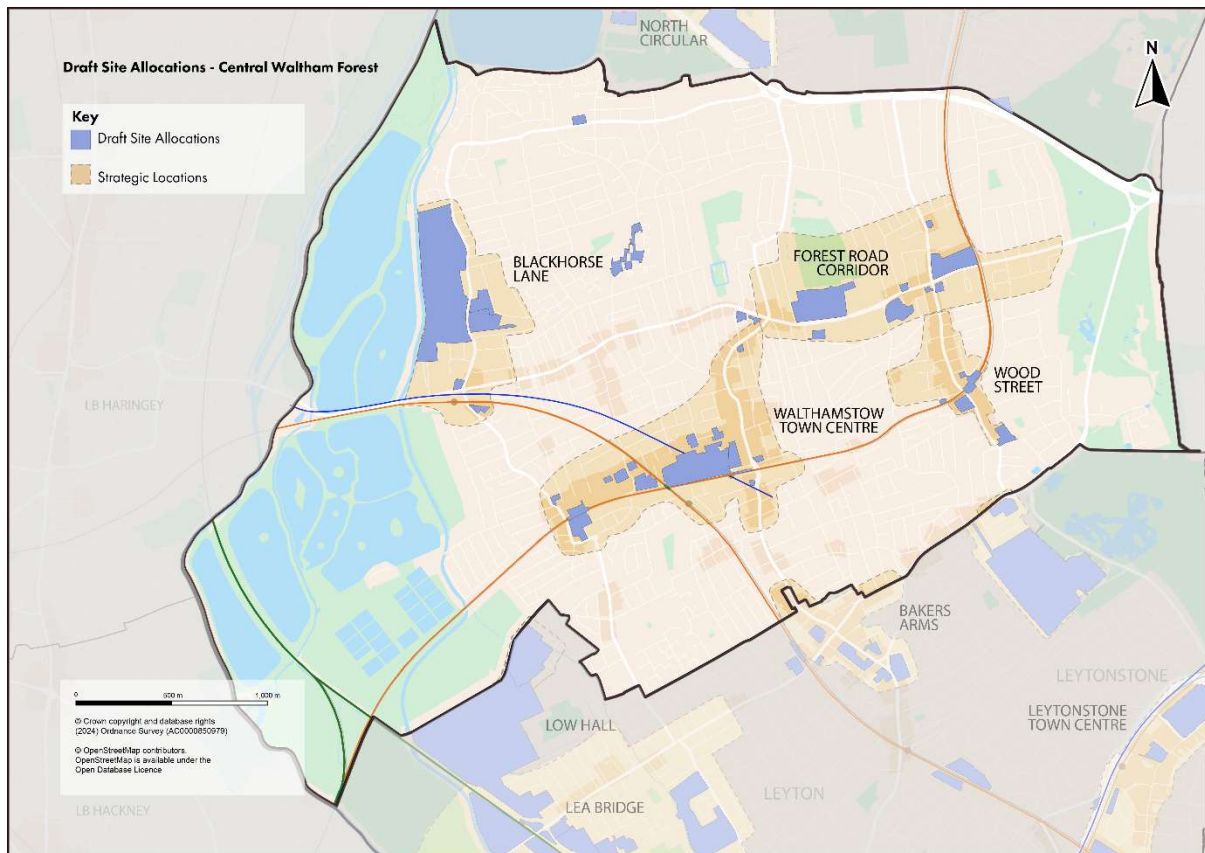 NORTH
CIRCULAR
N
Draft Site Allocations - Central Waltham Forest
Key
Draft Site Allocations
Strategic Locations
BLACKHORSE
LANE
FOREST ROAD
CORRIDOR
WOOD
STREET
WALTHAMSTOW
TOWN CENTRE
LB HARINGEY
BAKERS
ARMS
LEYTONSTONE
LEYTONSTONE
TOWN CENTRE
LOW HALL
LEA BRIDGE
LEYTON
LB HACKNEY
0 500 m 1,000 m
© Crown copyright and database rights
(2024) Ordnance Survey (AC0000850979)
© OpenStreetMap contributors.
OpenStreetMap is available under the
Open Database Licence